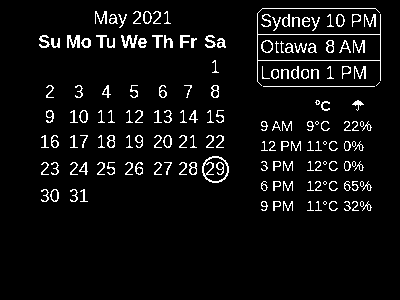 May 2021
Su Mo Tu We Th Fr Sa
1
2 3 4 5 6 7 8
9 10 11 12 13 14 15
16 17 18 19 20 21 22
23 24 25 26 27 28 29
30 31
Sydney 10 PM
Ottawa 8 AM
London 1 PM
°C ☂
9 AM 9°C 22%
12 PM 11°C 0%
3 PM 12°C 0%
6 PM 12°C 65%
9 PM 11°C 32%